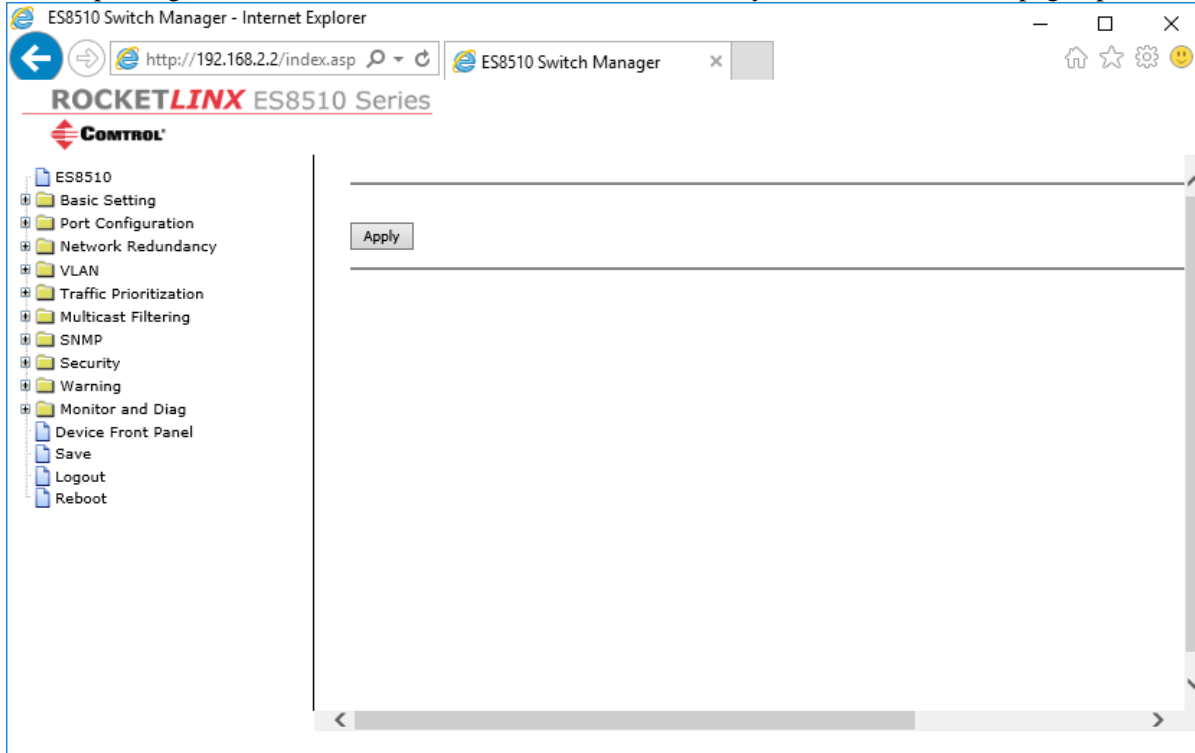 ES8510 Switch Manager - Internet Explorer
http://192.168.2.2/index.asp
ES8510 Switch Manager
ROCKETLINX ES8510 Series
COMTROL
ES8510
Basic Setting
Port Configuration
Network Redundancy
VLAN
Traffic Prioritization
Multicast Filtering
SNMP
Security
Warning
Monitor and Diag
Device Front Panel
Save
Logout
Reboot
Apply